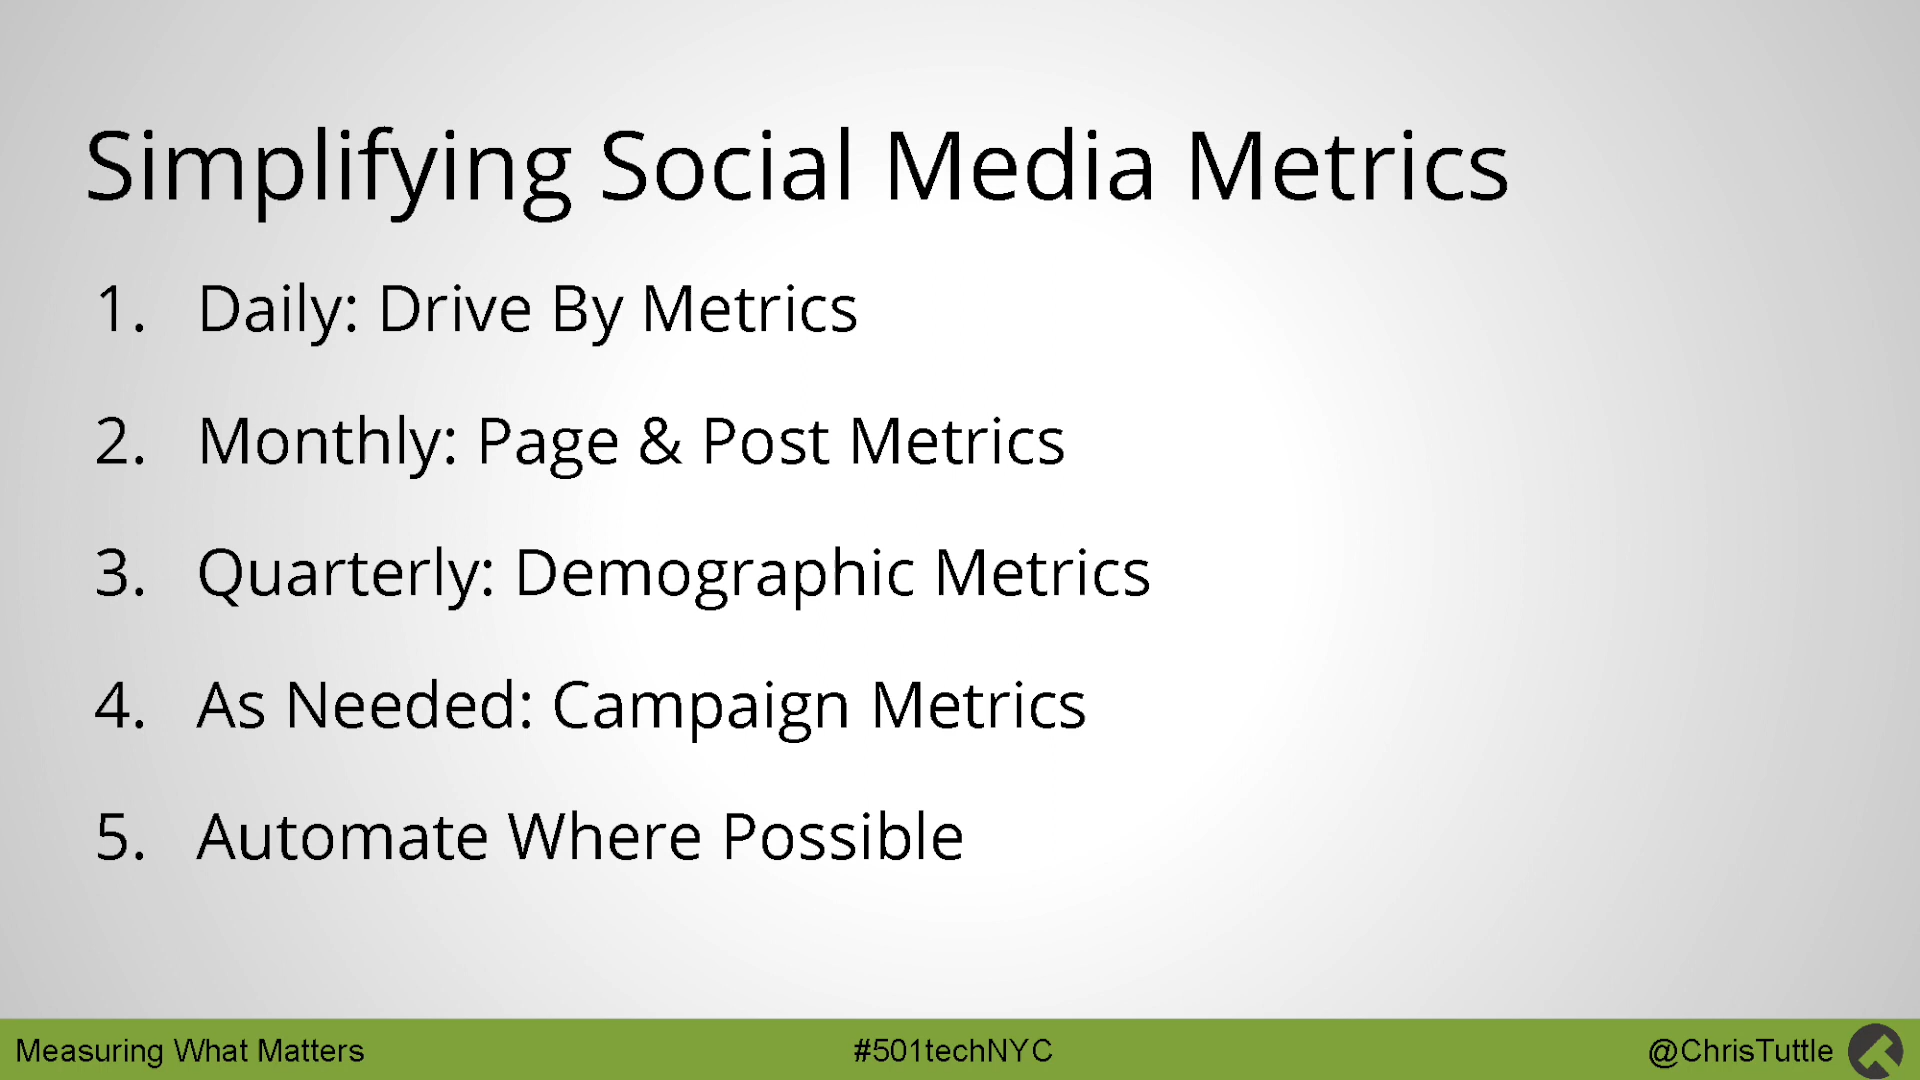 Simplifying Social Media Metrics
1. Daily: Drive By Metrics
2. Monthly: Page & Post Metrics
3. Quarterly: Demographic Metrics
4. As Needed: Campaign Metrics
5. Automate Where Possible
Measuring What Matters
#501techNYC
@ChrisTuttle